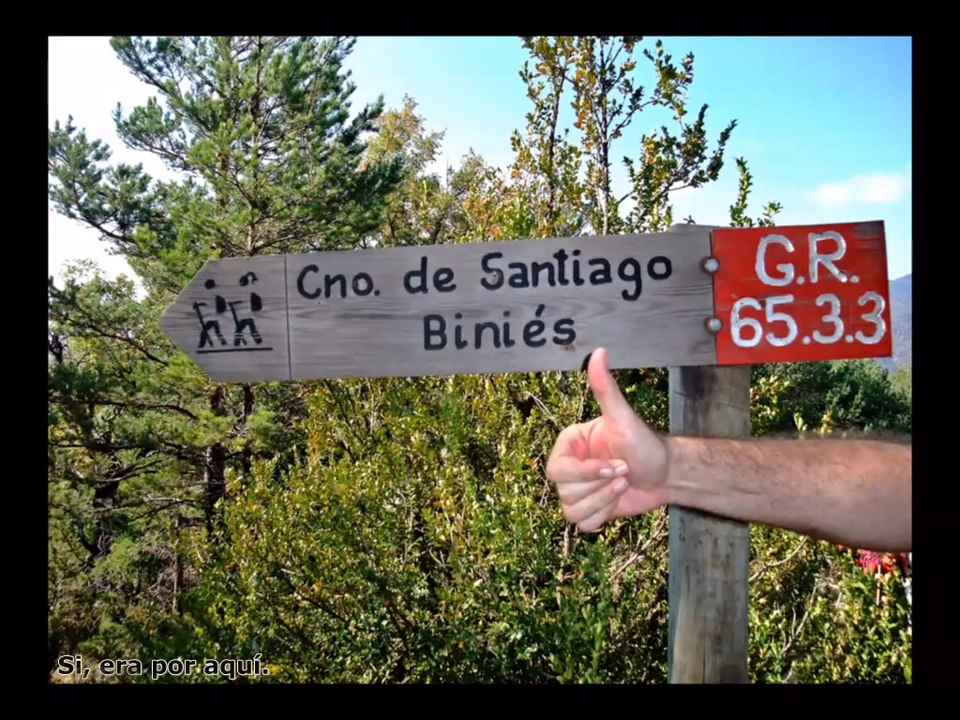 Cno. de Santiago
Biniés
G.R.
65.3.3
Si, era por aquí.